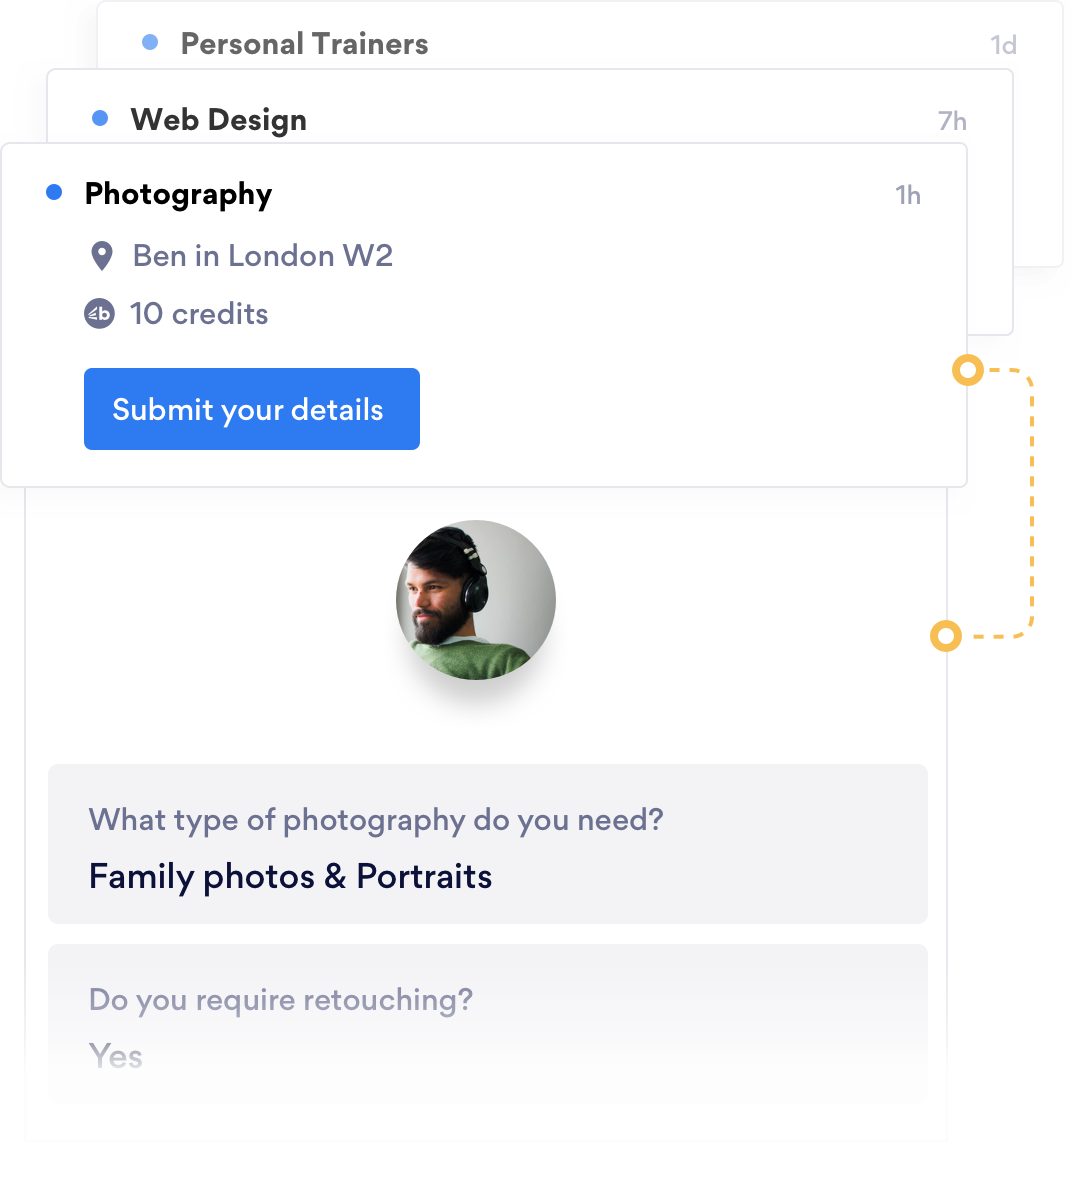 Personal Trainers 1d
Web Design 7h
Photography 1h
Ben in London W2
b 10 credits
Submit your details
What type of photography do you need?
Family photos & Portraits
Do you require retouching?
Yes